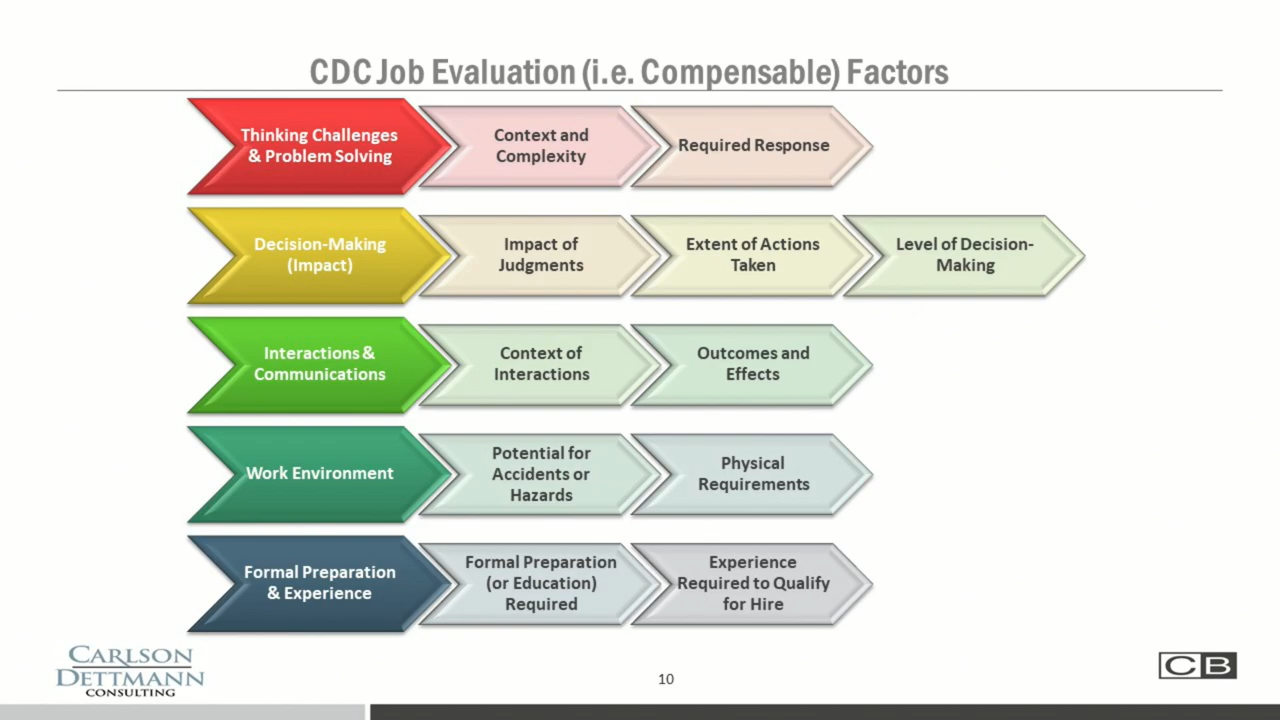 CDC Job Evaluation (i.e. Compensable) Factors
Thinking Challenges
& Problem Solving
Context and
Complexity
Required Response
Decision-Making
(Impact)
Impact of
Judgments
Extent of Actions
Taken
Level of Decision-
Making
Interactions &
Communications
Context of
Interactions
Outcomes and
Effects
Work Environment
Potential for
Accidents or
Hazards
Physical
Requirements
Formal Preparation
& Experience
Formal Preparation
(or Education)
Required
Experience
Required to Qualify
for Hire
CARLSON
DETTMANN
CONSULTING
10
CB